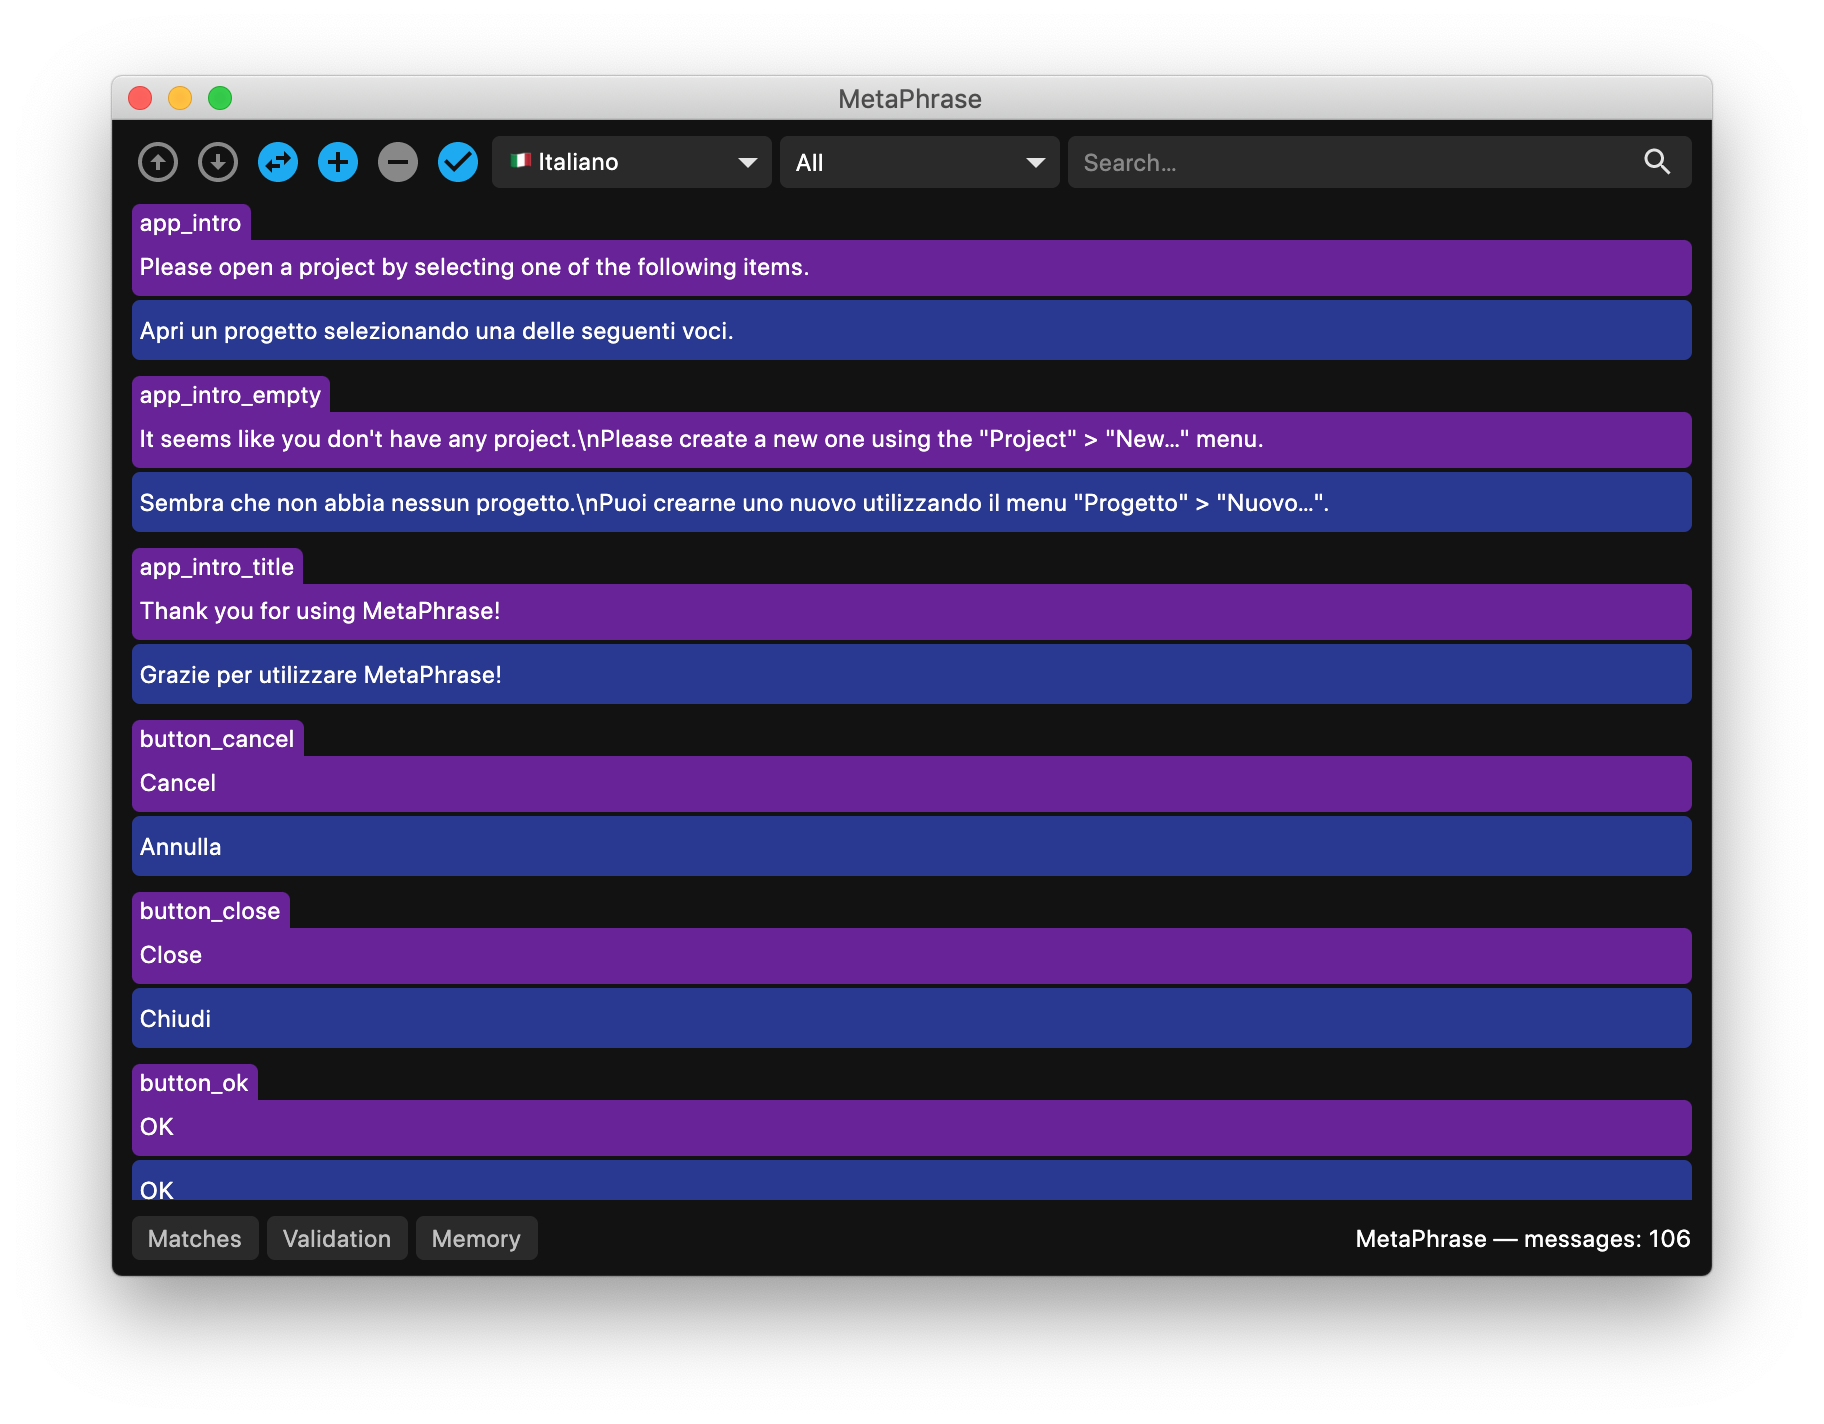 MetaPhrase
Italiano
All
Search...
app_intro
Please open a project by selecting one of the following items.
Apri un progetto selezionando una delle seguenti voci.
app_intro_empty
It seems like you don't have any project.\nPlease create a new one using the "Project" > "New…" menu.
Sembra che non abbia nessun progetto.\nPuoi crearne uno nuovo utilizzando il menu "Progetto" > "Nuovo…".
app_intro_title
Thank you for using MetaPhrase!
Grazie per utilizzare MetaPhrase!
button_cancel
Cancel
Annulla
button_close
Close
Chiudi
button_ok
OK
OK
Matches
Validation
Memory
MetaPhrase — messages: 106